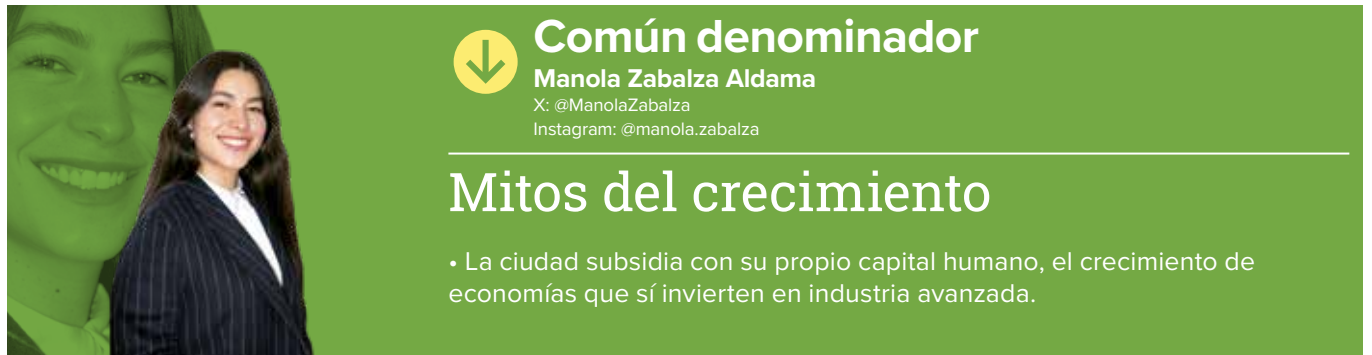 Común denominador
Manola Zabalza Aldama
X: @ManolaZabalza
Instagram: @manola.zabalza
Mitos del crecimiento
• La ciudad subsidia con su propio capital humano, el crecimiento de
economías que sí invierten en industria avanzada.